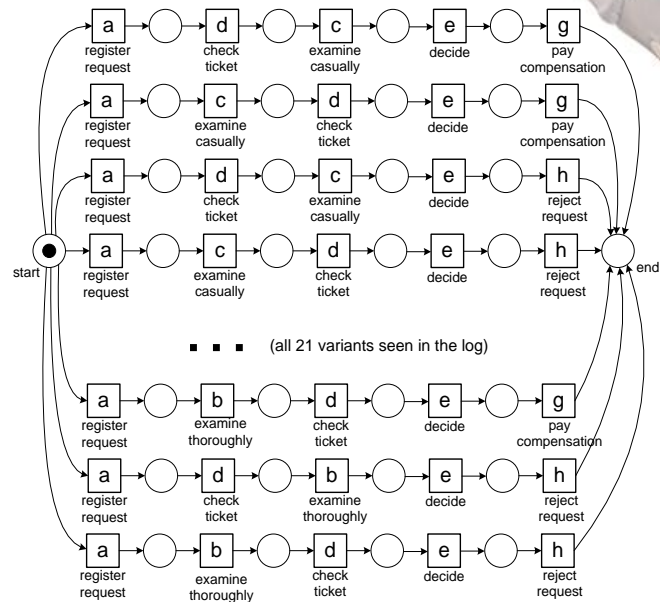 a d c e g
register request check ticket examine casually decide pay compensation
a c d e g
register request examine casually check ticket decide pay compensation
a d c e h
register request check ticket examine casually decide reject request
start a c d e h end
register request examine casually check ticket decide reject request
(all 21 variants seen in the log)
a b d e g
register request examine thoroughly check ticket decide pay compensation
a d b e h
register request check ticket examine thoroughly decide reject request
a b d e h
register request examine thoroughly check ticket decide reject request